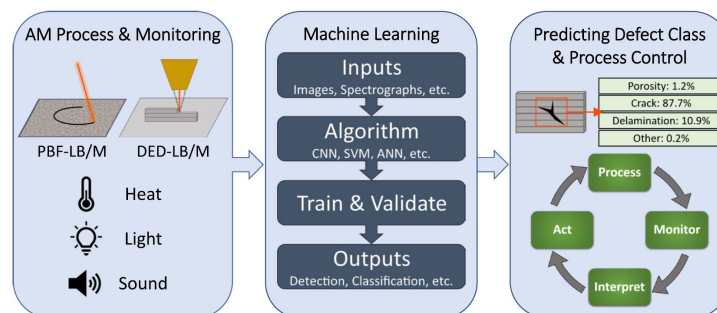 AM Process & Monitoring
PBF-LB/M
DED-LB/M
Heat
Light
Sound
Machine Learning
Inputs
Images, Spectrographs, etc.
Algorithm
CNN, SVM, ANN, etc.
Train & Validate
Outputs
Detection, Classification, etc.
Predicting Defect Class
& Process Control
Porosity: 1.2%
Crack: 87.7%
Delamination: 10.9%
Other: 0.2%
Process
Monitor
Interpret
Act